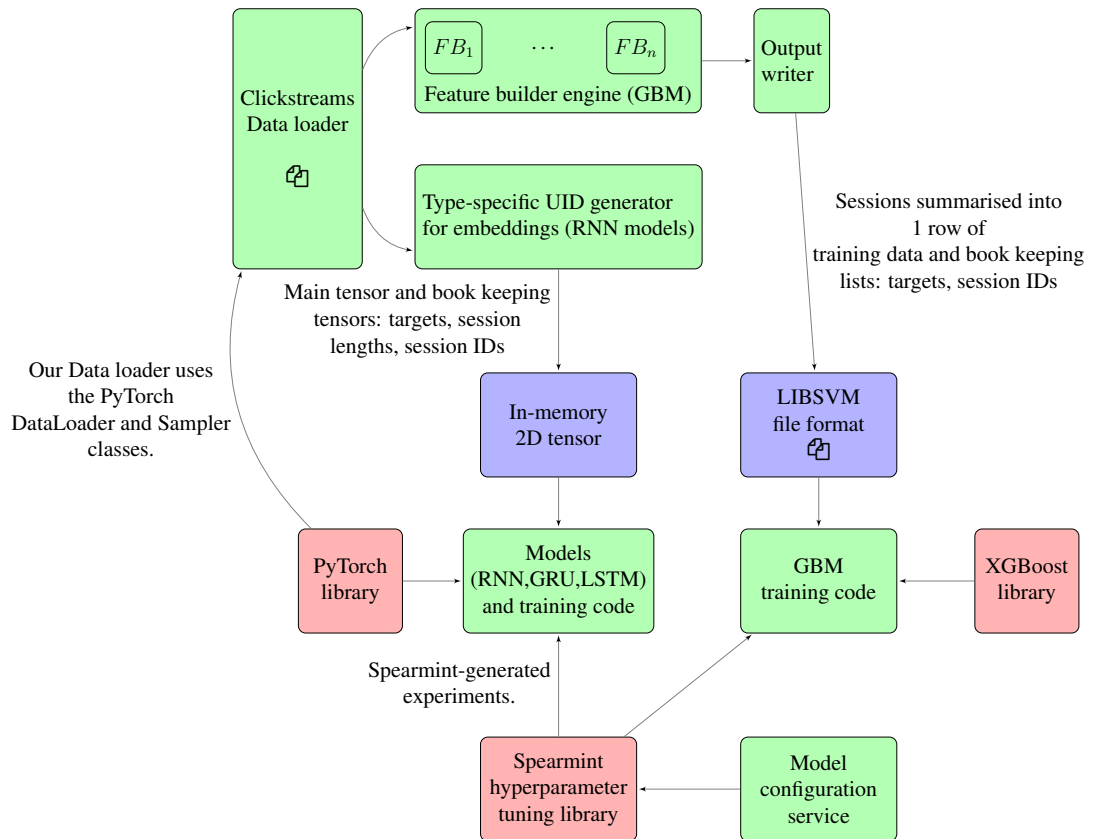 Clickstreams
Data loader
FB1
...
FBn
Feature builder engine (GBM)
Output
writer
Type-specific UID generator
for embeddings (RNN models)
Sessions summarised into
1 row of
training data and book keeping
lists: targets, session IDs
Main tensor and book keeping
tensors: targets, session
lengths, session IDs
Our Data loader uses
the PyTorch
DataLoader and Sampler
classes.
In-memory
2D tensor
LIBSVM
file format
PyTorch
library
Models
(RNN,GRU,LSTM)
and training code
GBM
training code
XGBoost
library
Spearmint-generated
experiments.
Spearmint
hyperparameter
tuning library
Model
configuration
service